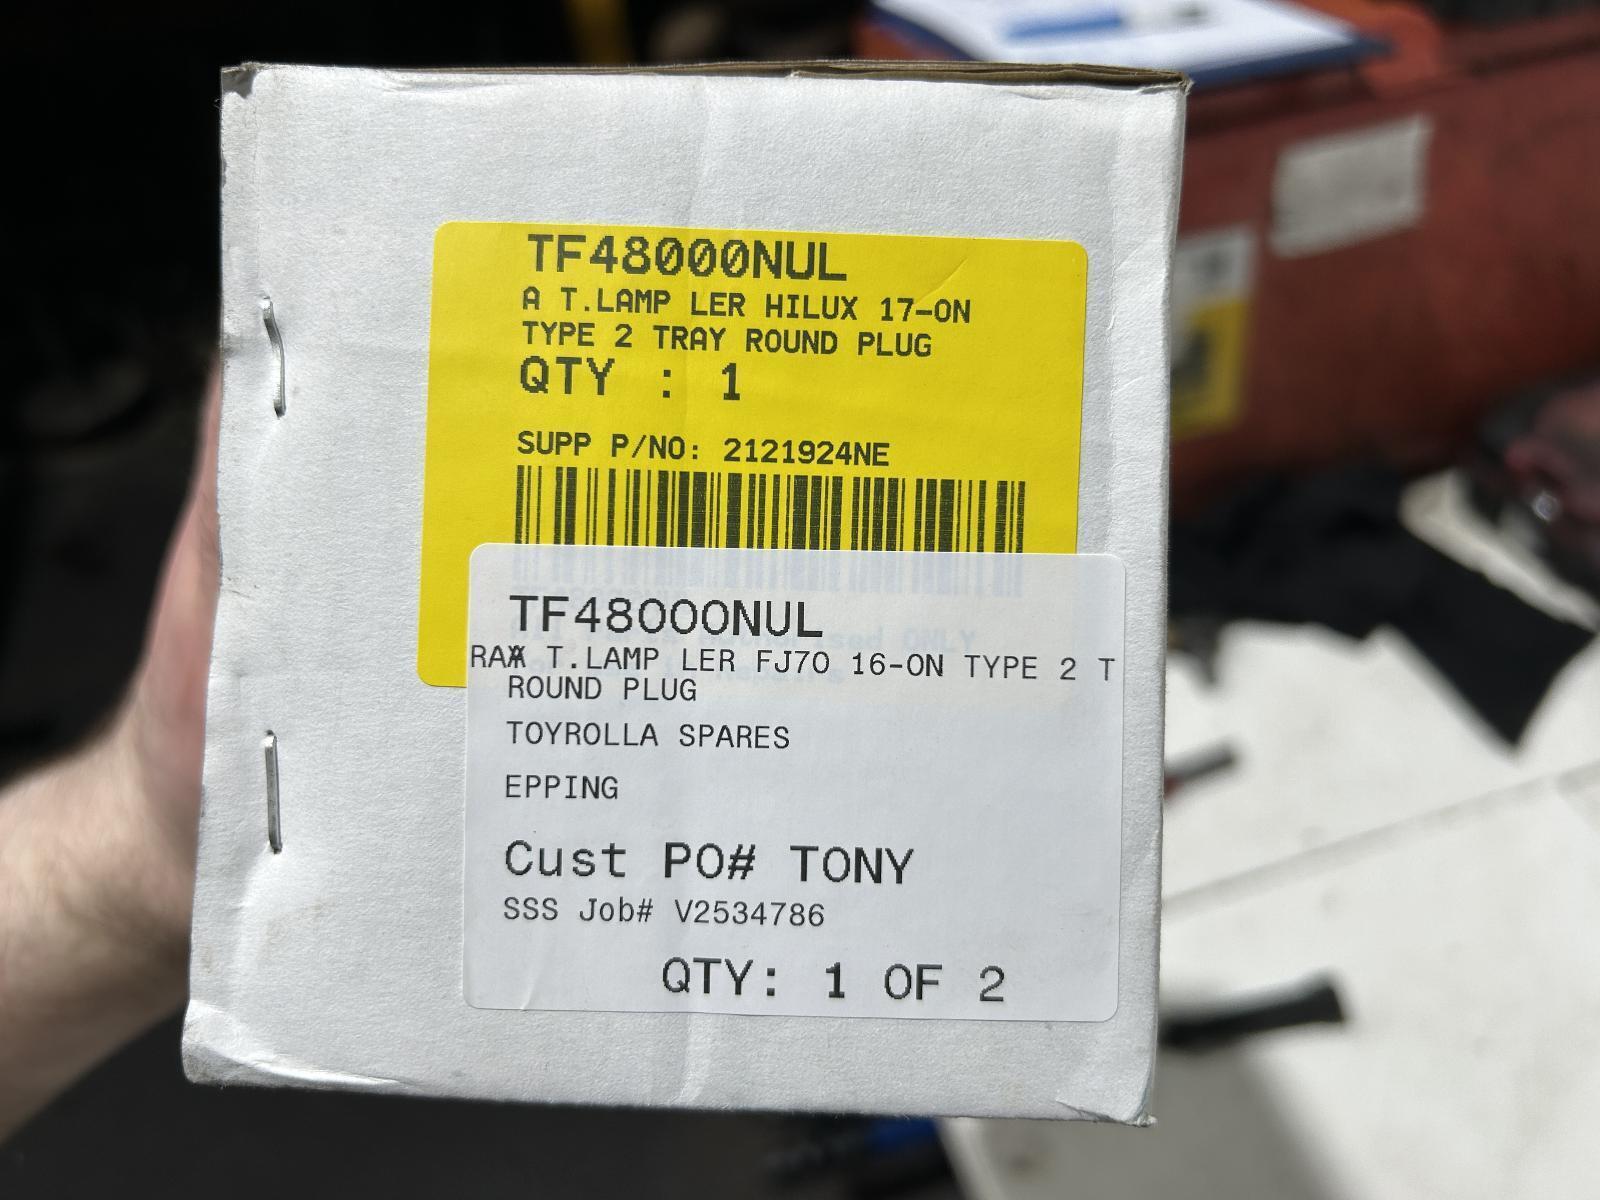 TF48000NUL
A T.LAMP LER HILUX 17-ON
TYPE 2 TRAY ROUND PLUG
QTY : 1
SUPP P/NO: 2121924NE
TF48000NUL
T.LAMP LER FJ70 16-ON TYPE 2 T
ROUND PLUG
TOYROLLA SPARES
EPPING
Cust PO# TONY
SSS Job# V2534786
QTY: 1 OF 2